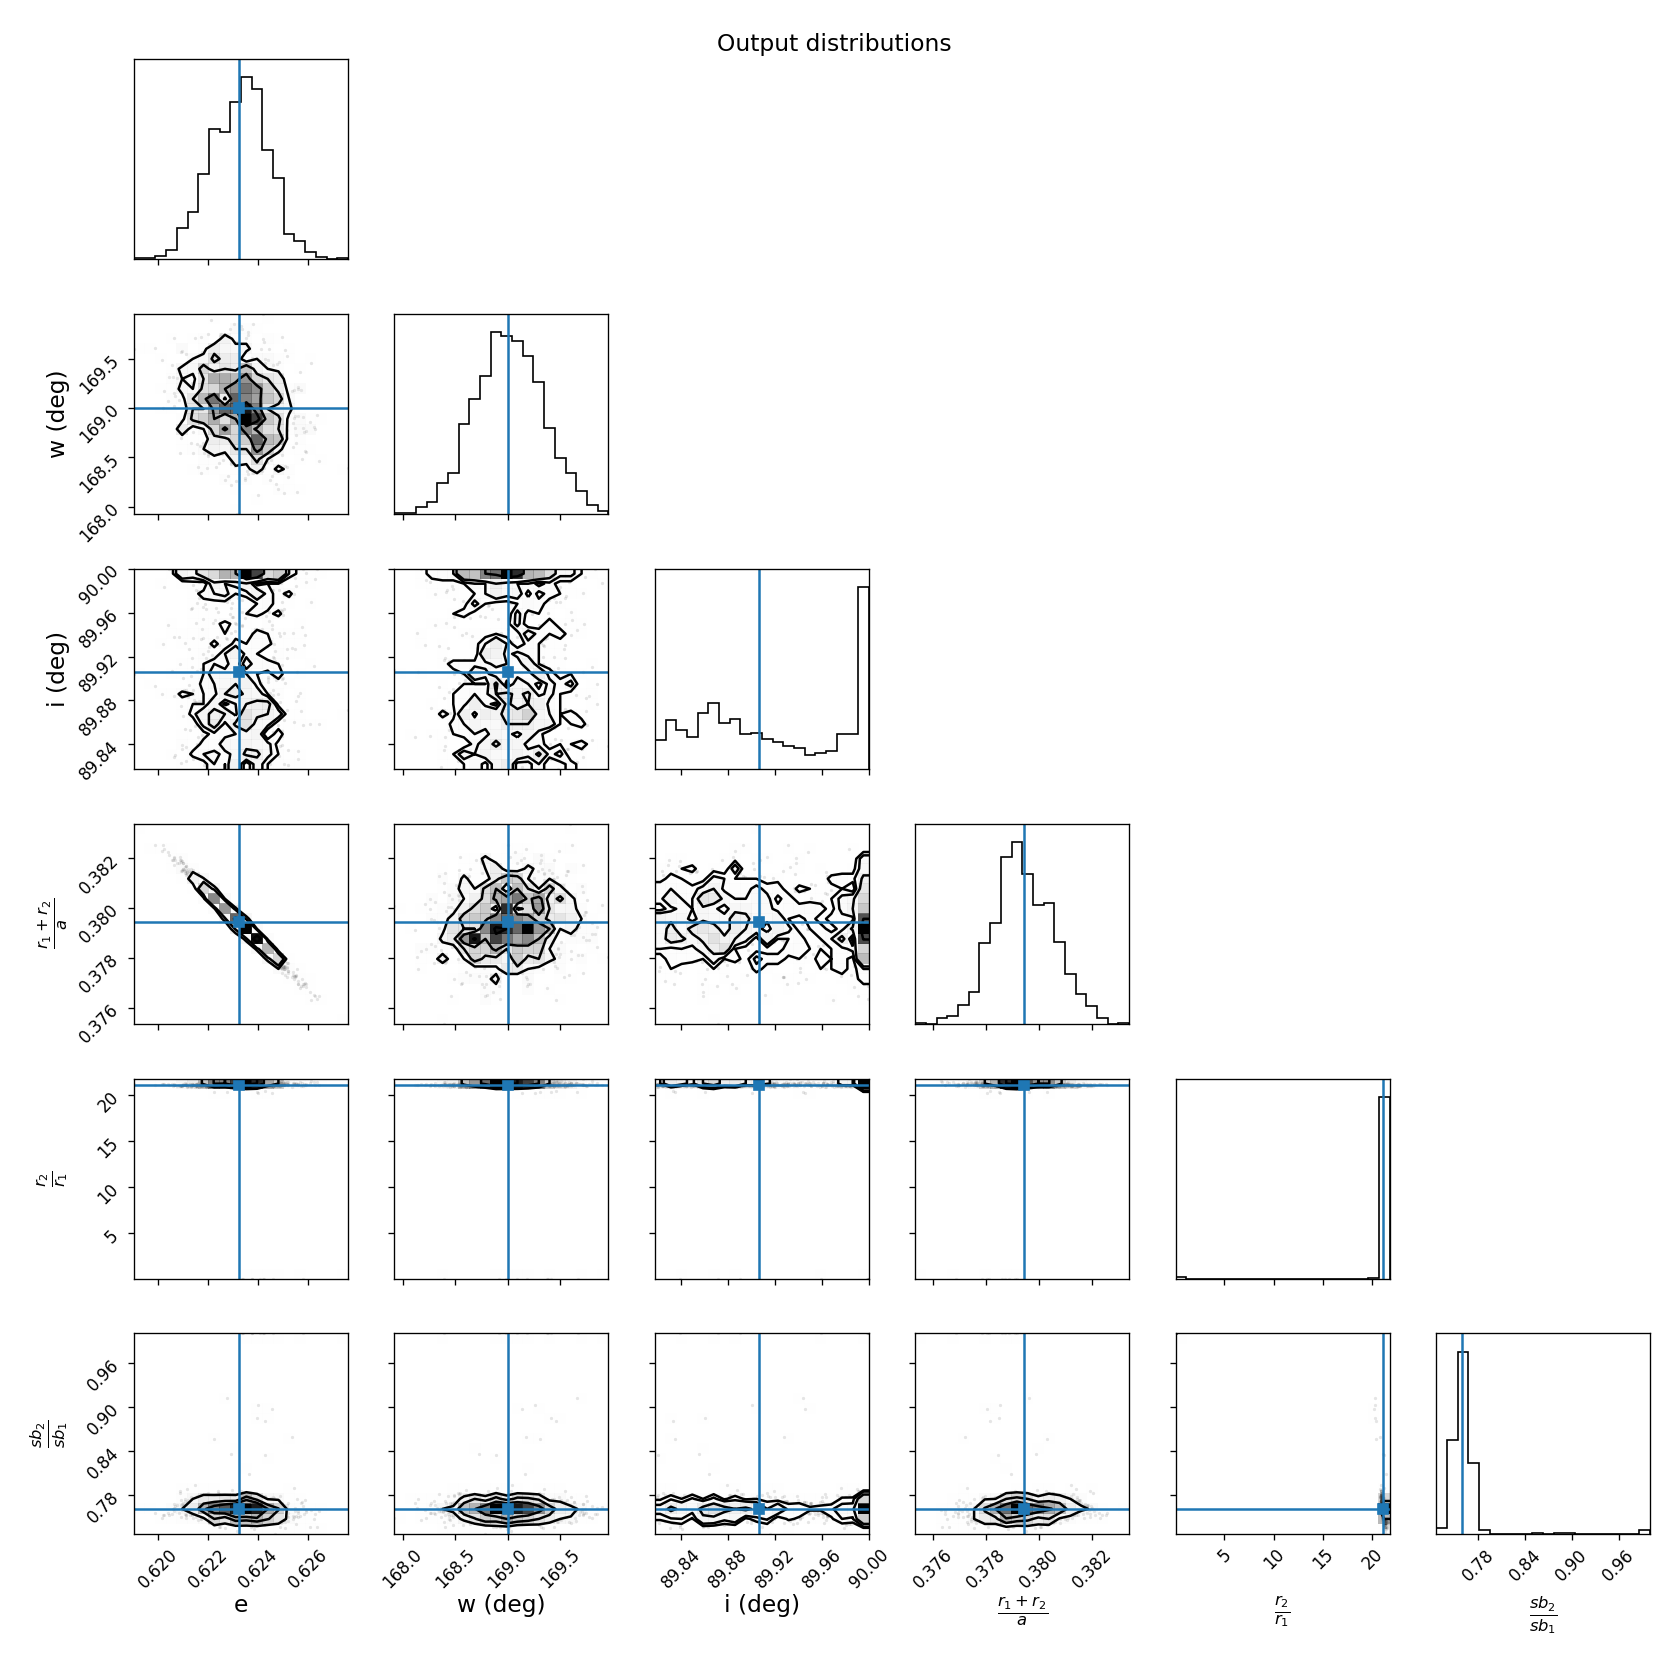 Output distributions
w (deg)
169.5
169.0
168.5
168.0
i (deg)
90.00
89.96
89.92
89.88
89.84
r₁ + r₂
a
0.382
0.380
0.378
0.376
r₂
r₁
20
15
10
5
sb₂
sb₁
0.96
0.90
0.84
0.78
0.620 0.622 0.624 0.626 168.0 168.5 169.0 169.5 89.84 89.88 89.92 89.96 90.00 0.376 0.378 0.380 0.382 5 10 15 20 0.78 0.84 0.90 0.96
e w (deg) i (deg) r₁ + r₂ r₂ sb₂
a r₁ sb₁